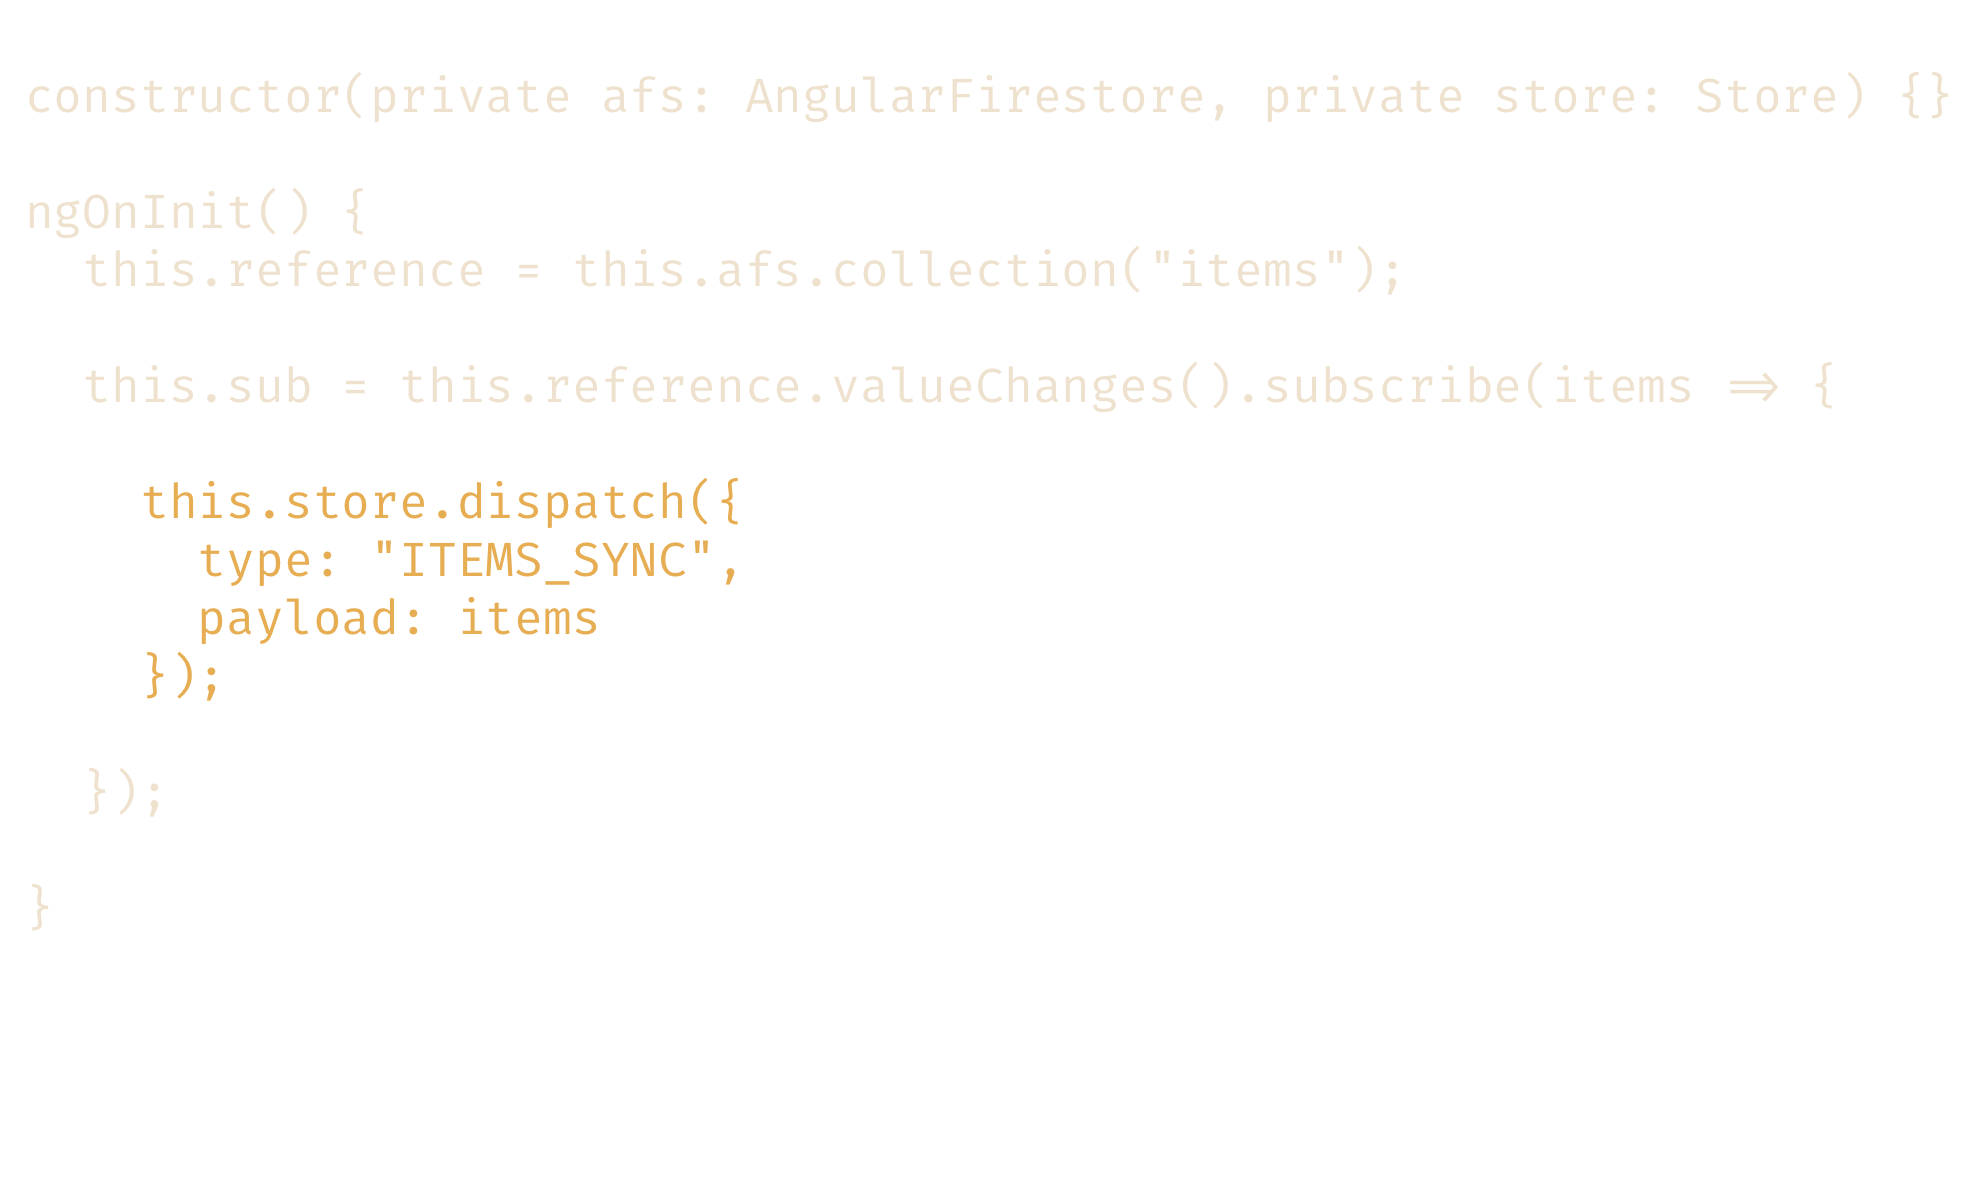 constructor(private afs: AngularFirestore, private store: Store) {}
ngOnInit() {
this.reference = this.afs.collection("items");
this.sub = this.reference.valueChanges().subscribe(items => {
this.store.dispatch({
type: "ITEMS_SYNC",
payload: items
});
});
}